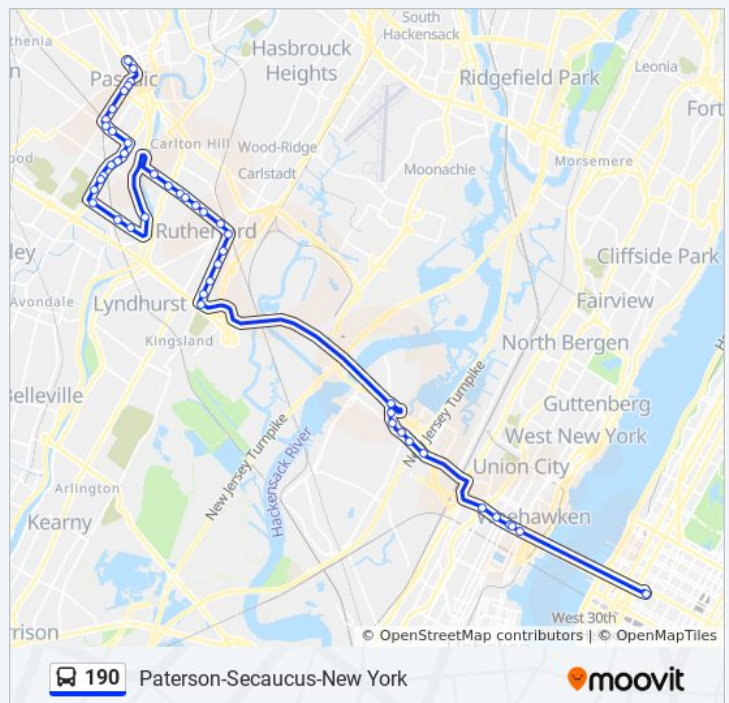 South
Hackensack
Hasbrouck
Heights
Leonia
Passaic
Ridgefield Park
Fort
Carlton Hill
Wood-Ridge
Carlstadt
Moonachie
Morsemere
Rutherford
Cliffside Park
Avondale
Lyndhurst
Fairview
Kingsland
North Bergen
Belleville
New Jersey Turnpike
Guttenberg
West New York
Union City
New Jersey Turnpike
Hackensack River
Arlington
Kearny
Weehawken
West 30th
© OpenStreetMap contributors | © OpenMapTiles
190 Paterson-Secaucus-New York
moovit